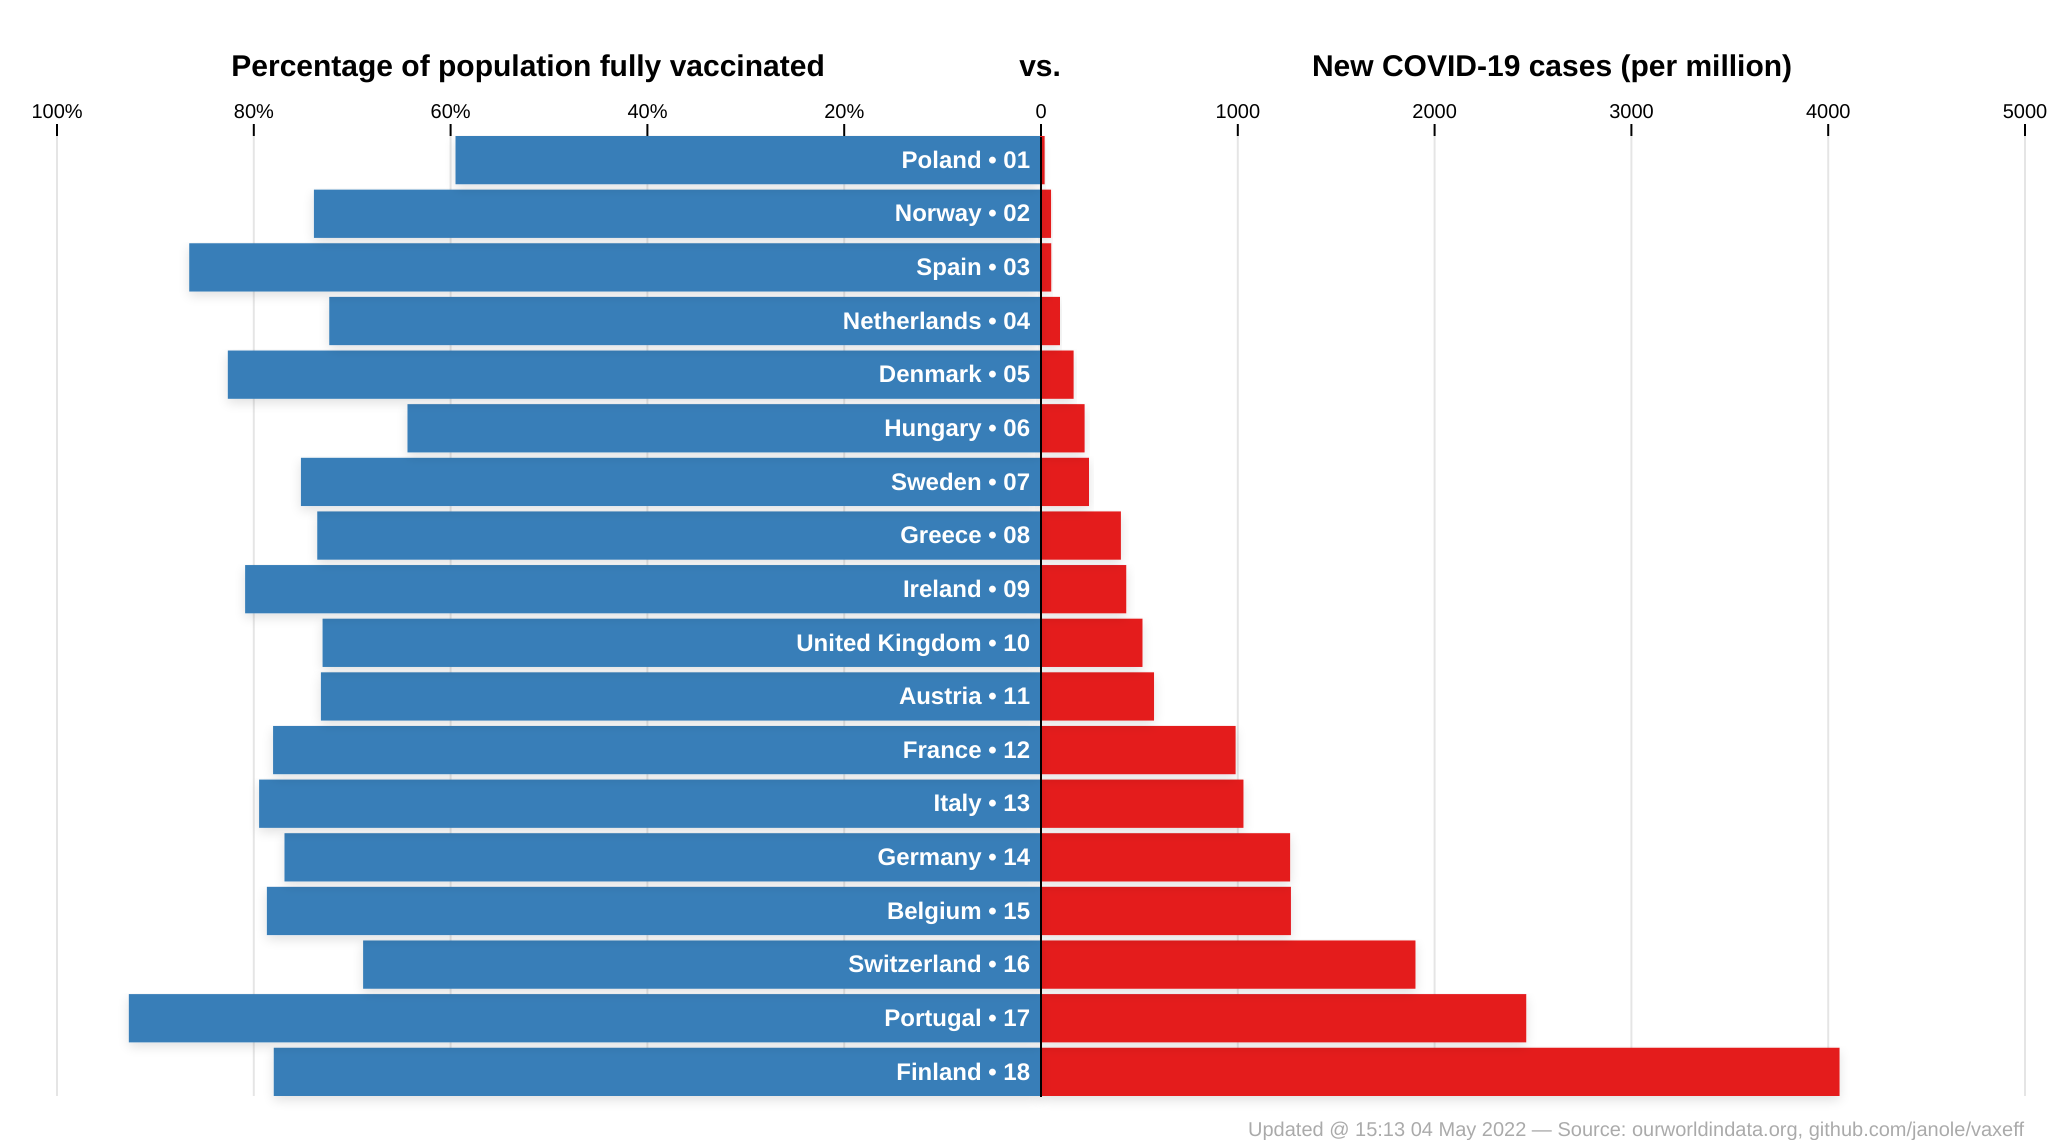 Percentage of population fully vaccinated vs. New COVID-19 cases (per million)
100% 80% 60% 40% 20% 0 1000 2000 3000 4000 5000
Poland • 01
Norway • 02
Spain • 03
Netherlands • 04
Denmark • 05
Hungary • 06
Sweden • 07
Greece • 08
Ireland • 09
United Kingdom • 10
Austria • 11
France • 12
Italy • 13
Germany • 14
Belgium • 15
Switzerland • 16
Portugal • 17
Finland • 18
Updated @ 15:13 04 May 2022 — Source: ourworldindata.org, github.com/janole/vaxeff